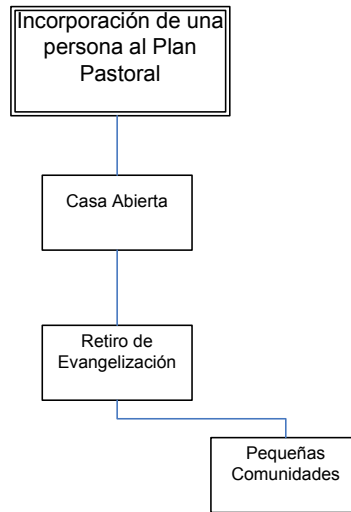 Incorporación de una
persona al Plan
Pastoral
Casa Abierta
Retiro de
Evangelización
Pequeñas
Comunidades